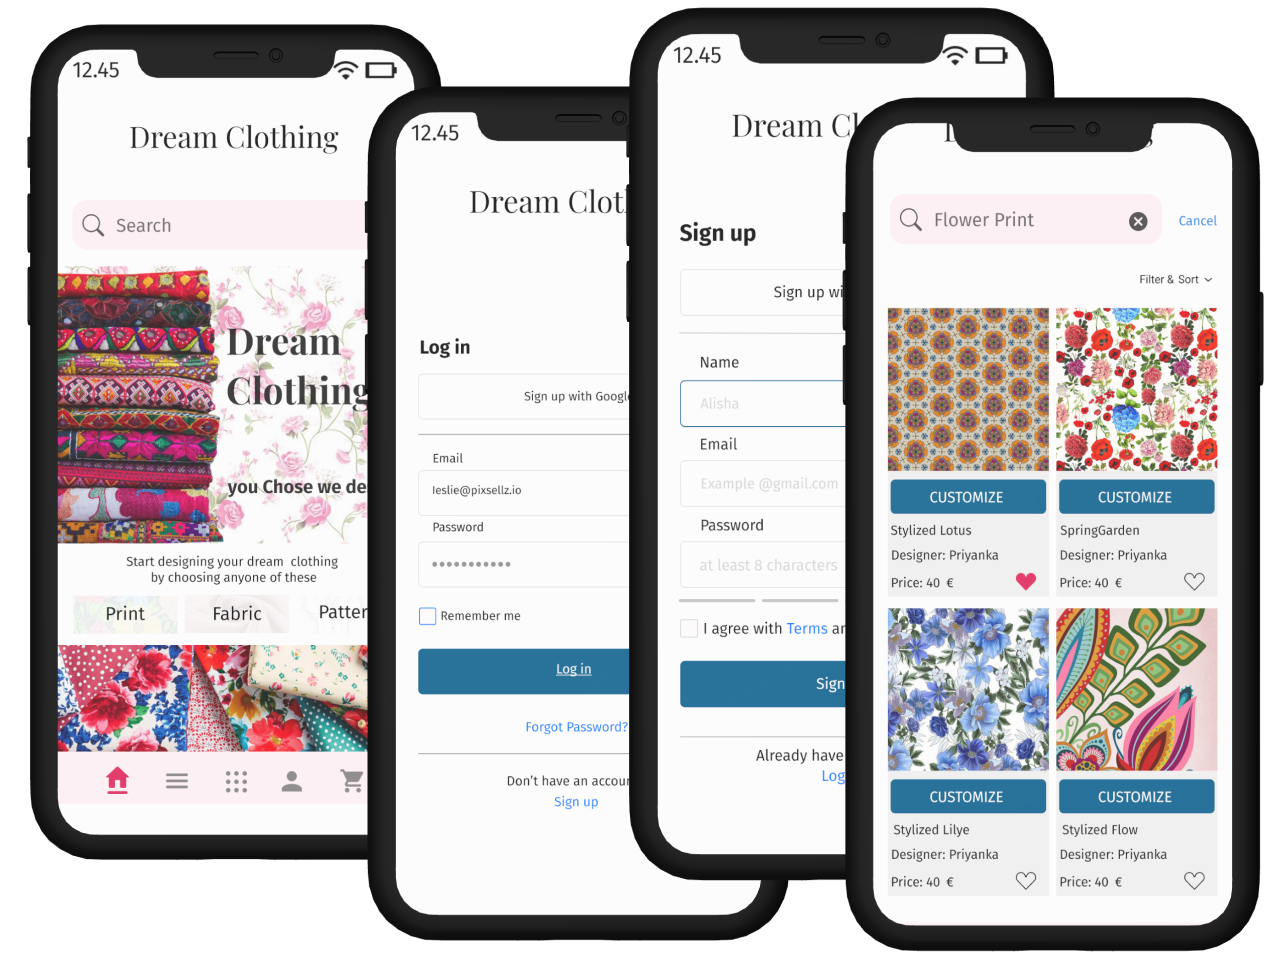 12.45
Dream Clothing
Search
Dream
Clothing
you Chose we de
Start designing your dream clothing
by choosing anyone of these
Print
Fabric
Patter
12.45
Dream Clot
Log in
Sign up with Google
Email
Ieslie@pixsellz.io
Password
Remember me
Log in
Forgot Password?
Don't have an accoun
Sign up
12.45
Dream Cl
Sign up
Sign up wi
Name
Alisha
Email
Example @gmail.com
Password
at least 8 characters
I agree with Terms an
Sign
Already have
Log
Flower Print
Cancel
Filter & Sort
CUSTOMIZE
Stylized Lotus
Designer: Priyanka
Price: 40 €
CUSTOMIZE
SpringGarden
Designer: Priyanka
Price: 40 €
CUSTOMIZE
Stylized Lilye
Designer: Priyanka
Price: 40 €
CUSTOMIZE
Stylized Flow
Designer: Priyanka
Price: 40 €